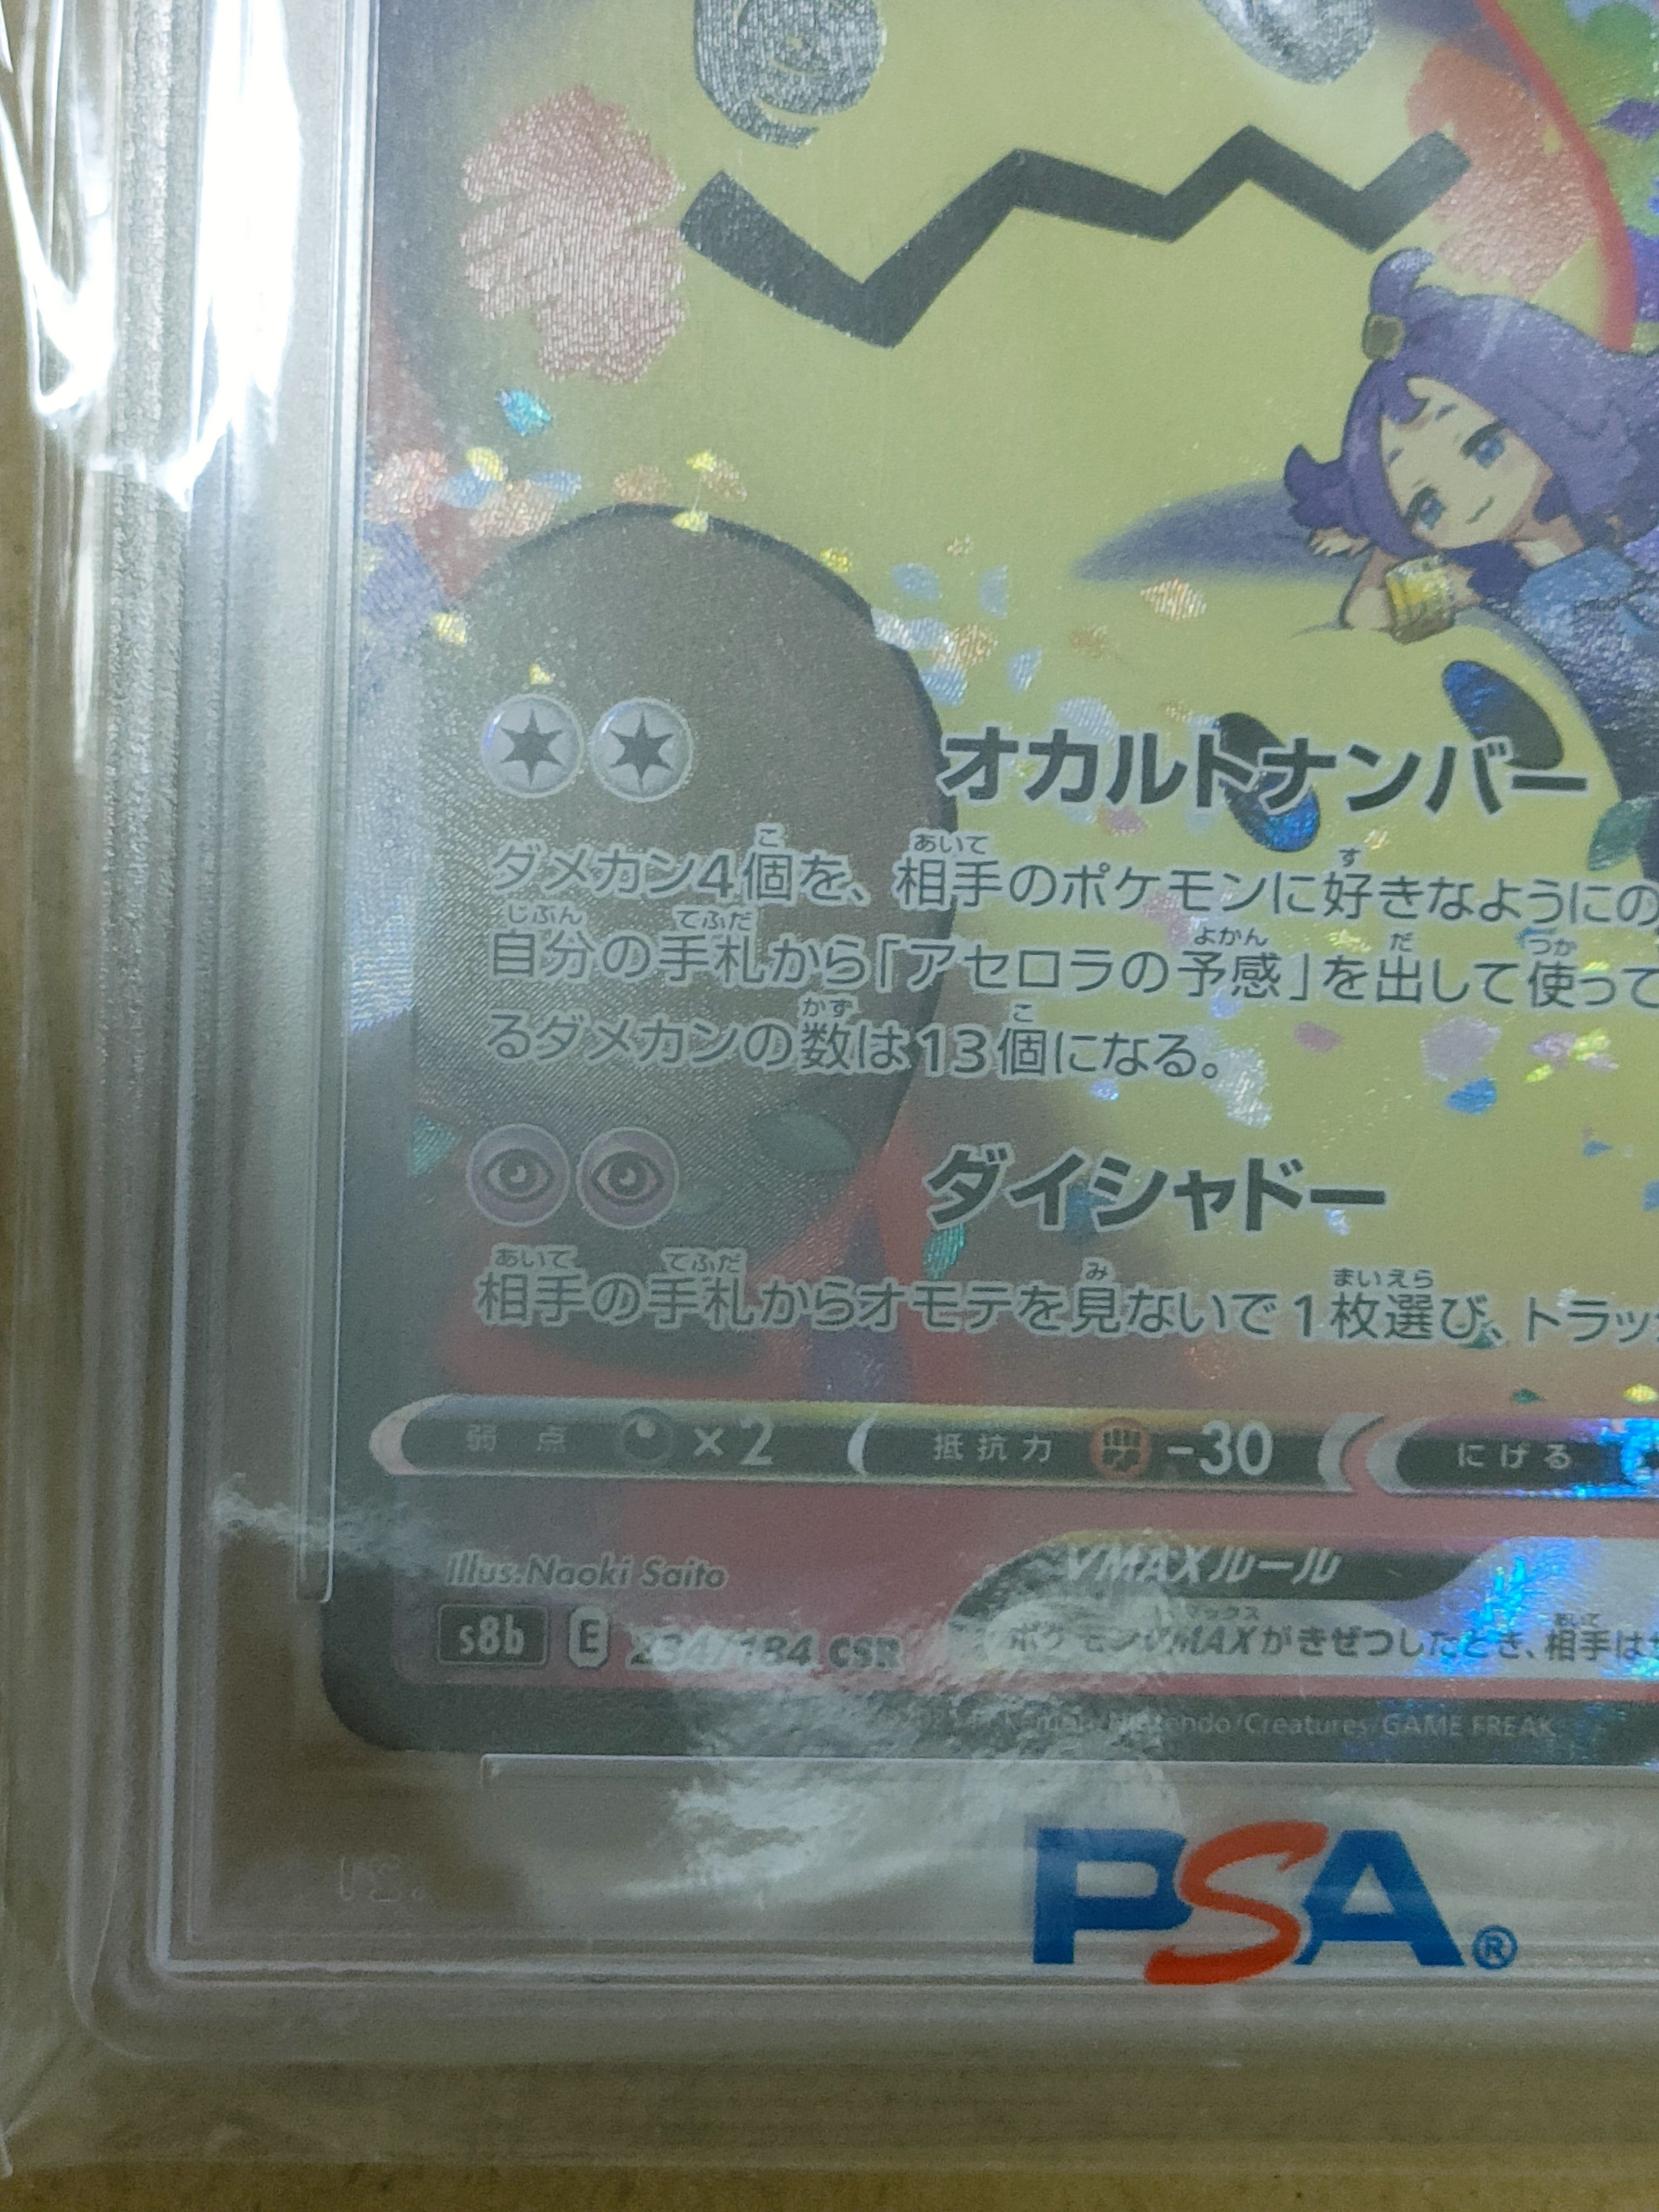 オカルトナンバー
ダメカン4個を、相手のポケモンに好きなようにの
自分の手札から「アセロラの予感」を出して使って
るダメカンの数は13個になる。
ダイシャドー
相手の手札からオモテを見ないで1枚選び、トラッ
弱点 ×2 抵抗力 -30 にげる
Illus. Naoki Saito
VMAXルール
s8b E 234/184 CSR
ポケモンVMAXがきぜつしたとき、相手は
Nintendo/Creatures/GAME FREAK
PSA®